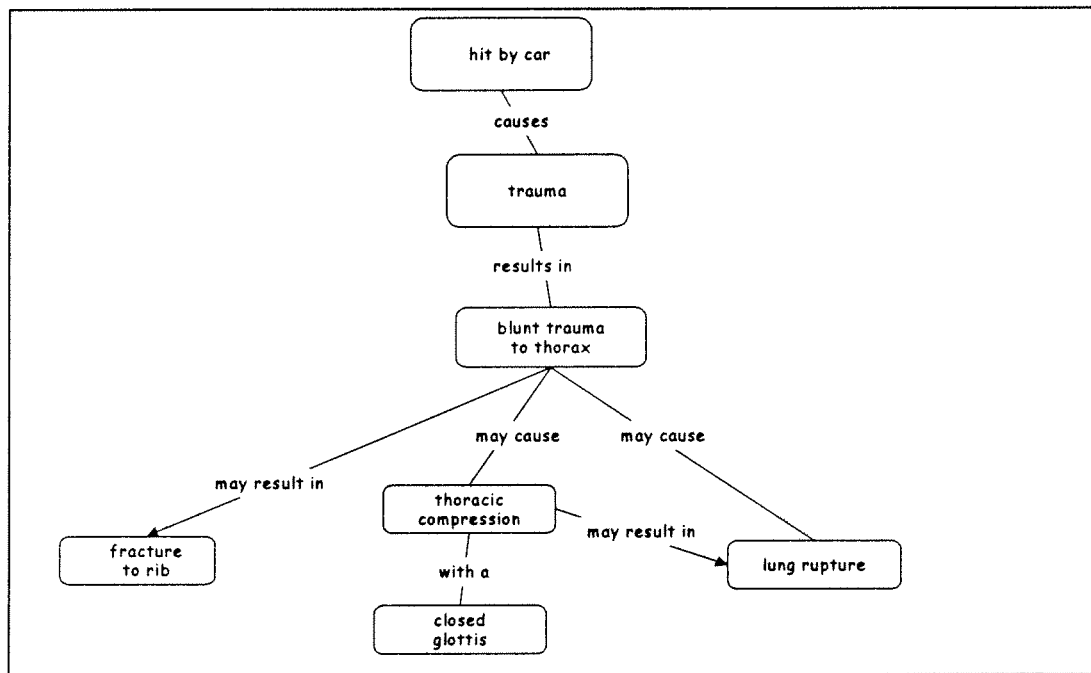 hit by car
causes
trauma
results in
blunt trauma
to thorax
may cause
may cause
may result in
thoracic
compression
may result in
fracture
to rib
lung rupture
with a
closed
glottis